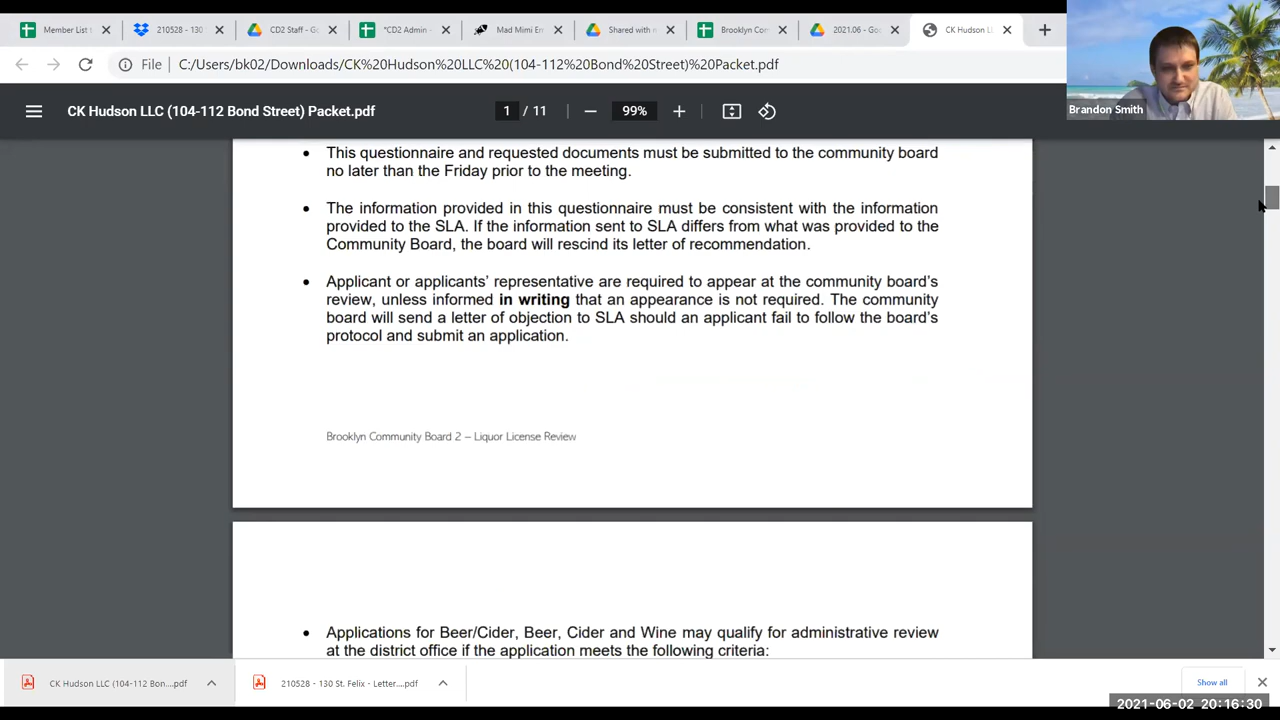 Member List
210528 - 130
CD2 Staff - Go
*CD2 Admin -
Mad Mimi Em
Shared with m
Brooklyn Com
2021.06 - Goo
CK Hudson LL
File
C:/Users/bk02/Downloads/CK%20Hudson%20LLC%20(104-112%20Bond%20Street)%20Packet.pdf
Brandon Smith
CK Hudson LLC (104-112 Bond Street) Packet.pdf
1 / 11
99%
• This questionnaire and requested documents must be submitted to the community board
no later than the Friday prior to the meeting.
• The information provided in this questionnaire must be consistent with the information
provided to the SLA. If the information sent to SLA differs from what was provided to the
Community Board, the board will rescind its letter of recommendation.
• Applicant or applicants' representative are required to appear at the community board's
review, unless informed in writing that an appearance is not required. The community
board will send a letter of objection to SLA should an applicant fail to follow the board's
protocol and submit an application.
Brooklyn Community Board 2 – Liquor License Review
• Applications for Beer/Cider, Beer, Cider and Wine may qualify for administrative review
at the district office if the application meets the following criteria:
CK Hudson LLC (104-112 Bon....pdf
210528 - 130 St. Felix - Letter....pdf
Show all
2021-06-02 20:16:30